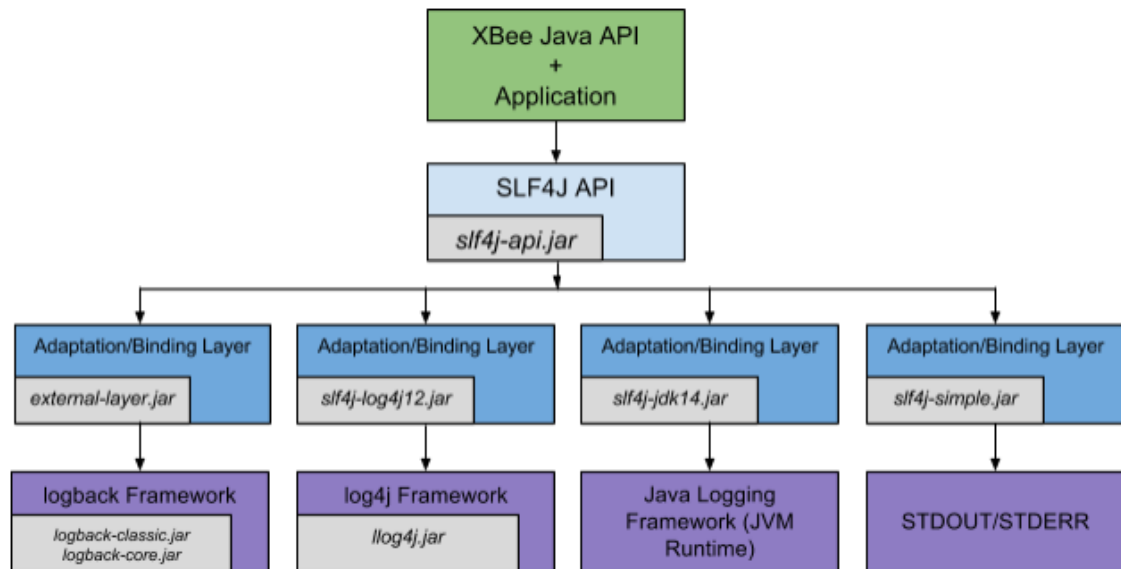 XBee Java API
+
Application
SLF4J API
slf4j-api.jar
Adaptation/Binding Layer
external-layer.jar
Adaptation/Binding Layer
slf4j-log4j12.jar
Adaptation/Binding Layer
slf4j-jdk14.jar
Adaptation/Binding Layer
slf4j-simple.jar
logback Framework
logback-classic.jar
logback-core.jar
log4j Framework
llog4j.jar
Java Logging
Framework (JVM
Runtime)
STDOUT/STDERR